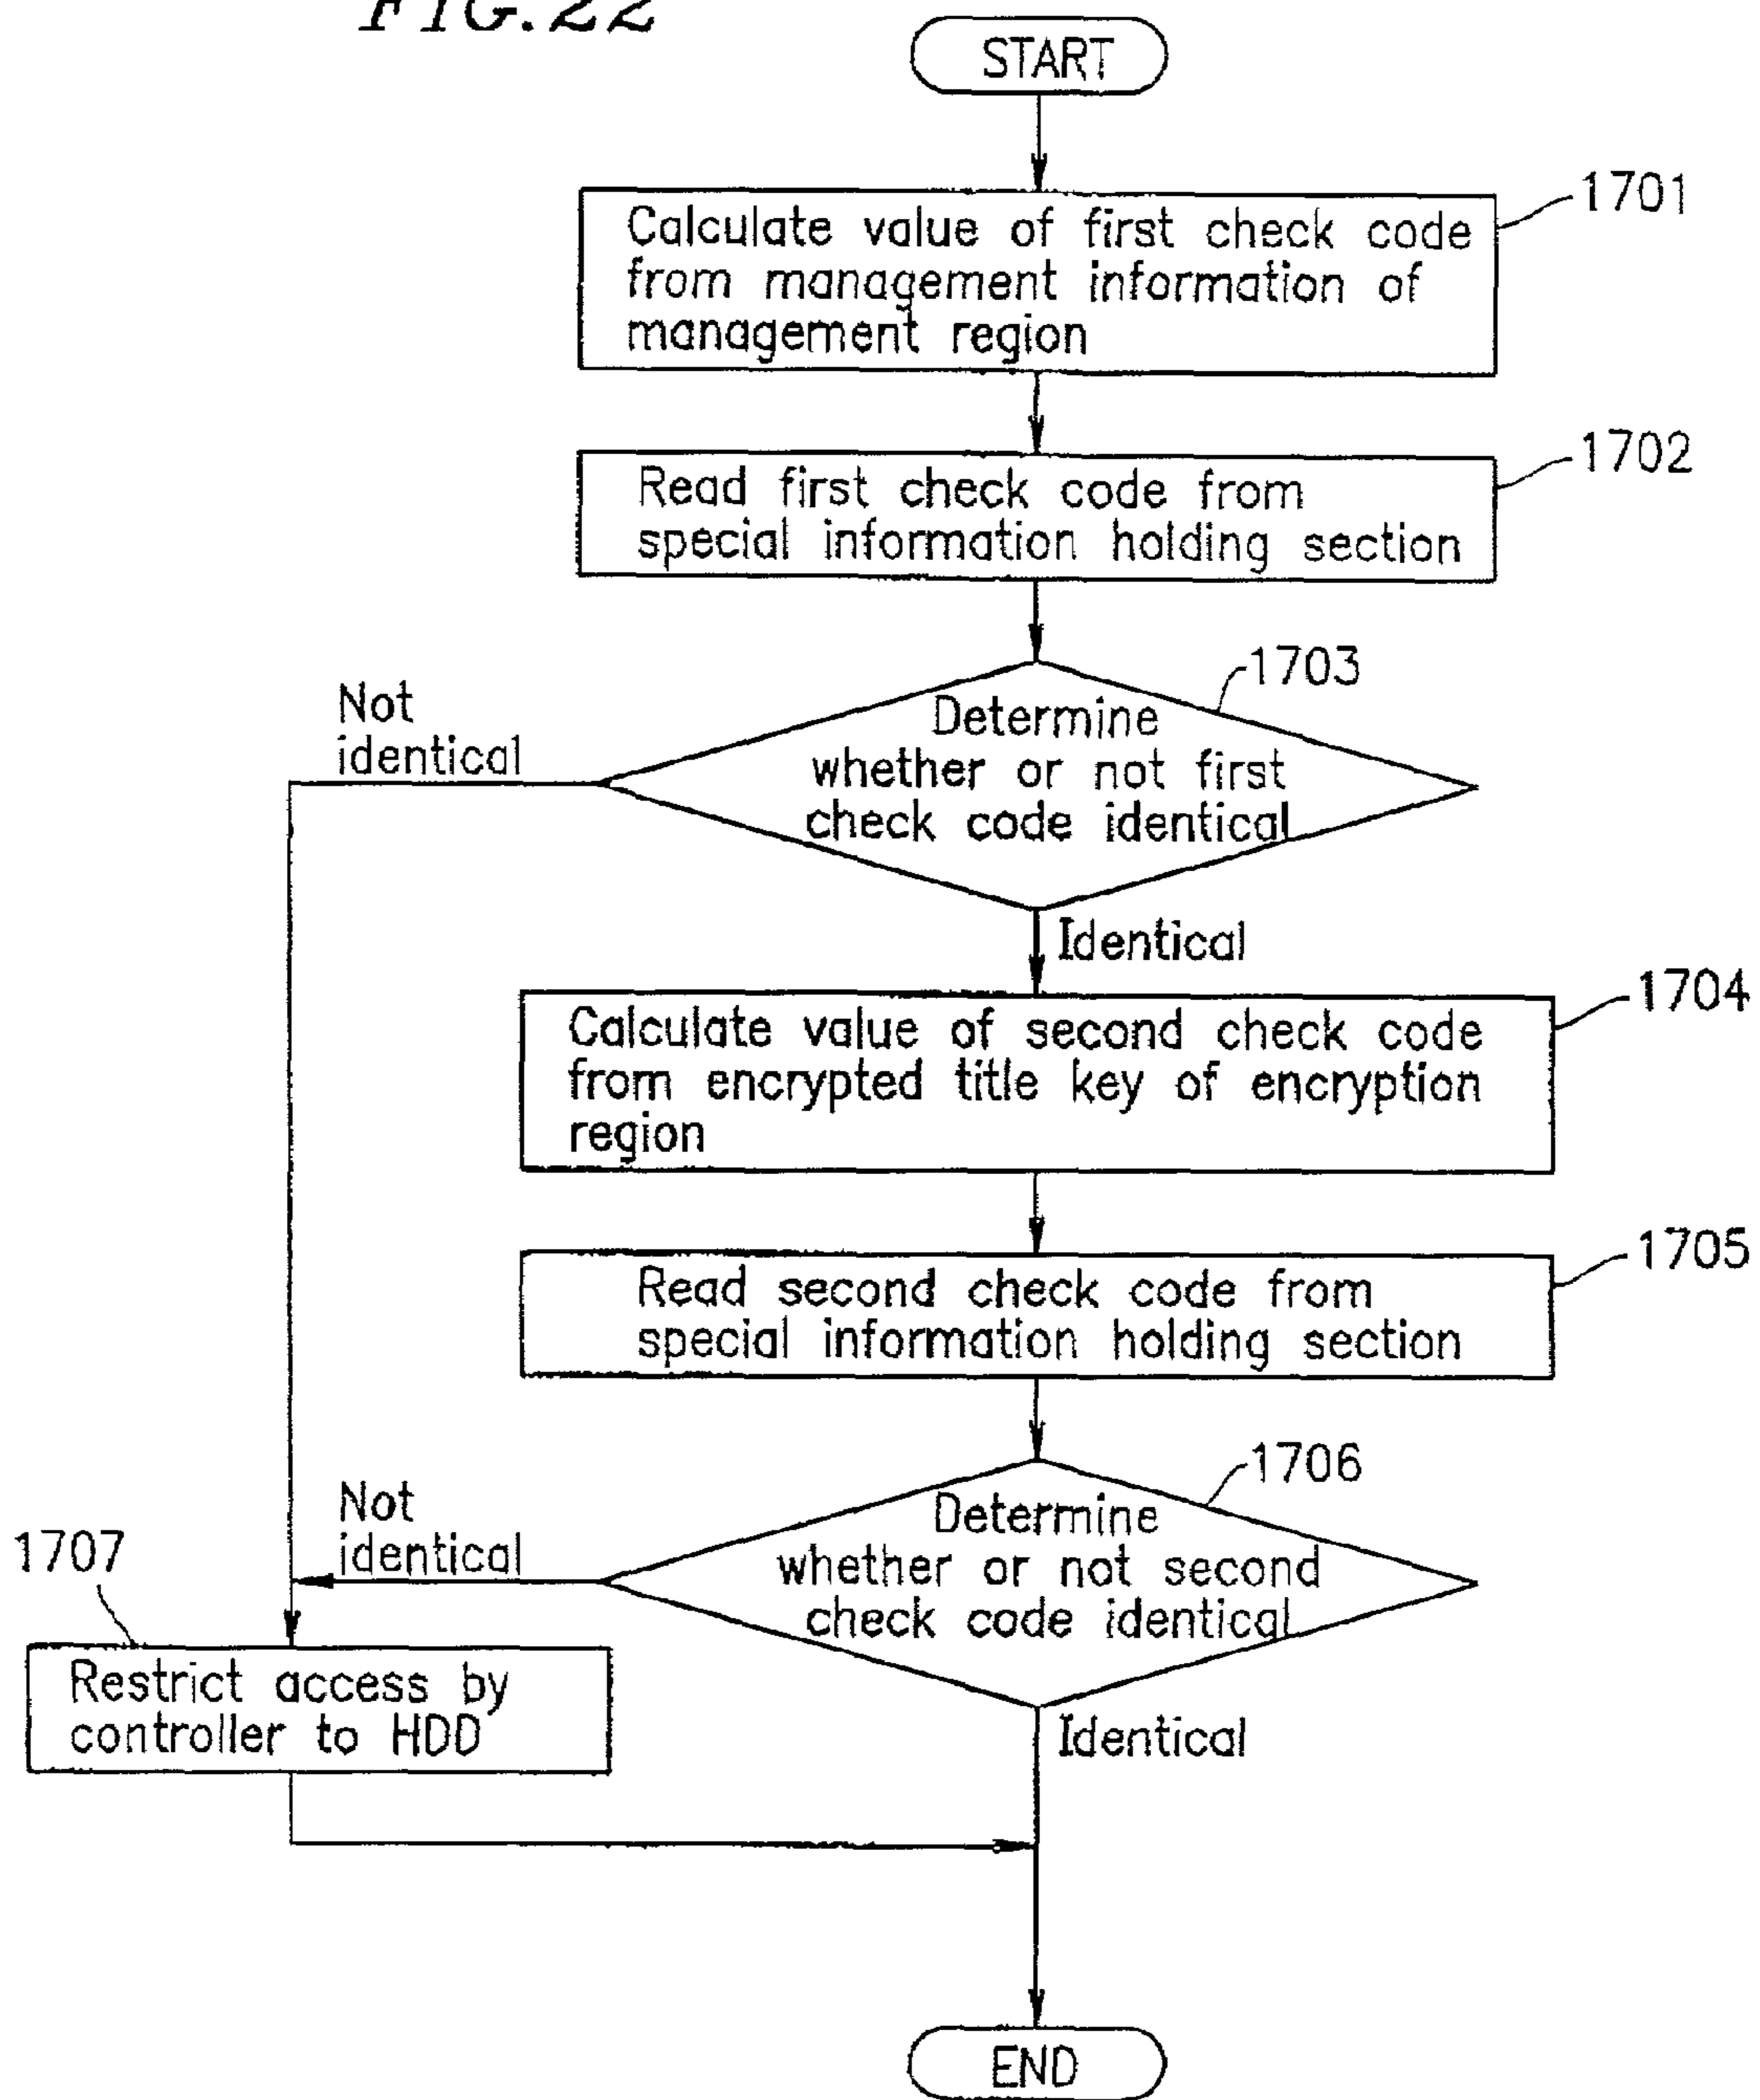 FIG.22
START
1701
Calculate value of first check code
from management information of
management region
1702
Read first check code from
special information holding section
1703
Not
identical
Determine
whether or not first
check code identical
Identical
1704
Calculate value of second check code
from encrypted title key of encryption
region
1705
Read second check code from
special information holding section
1706
Not
identical
Determine
whether or not second
check code identical
1707
Restrict access by
controller to HDD
Identical
END